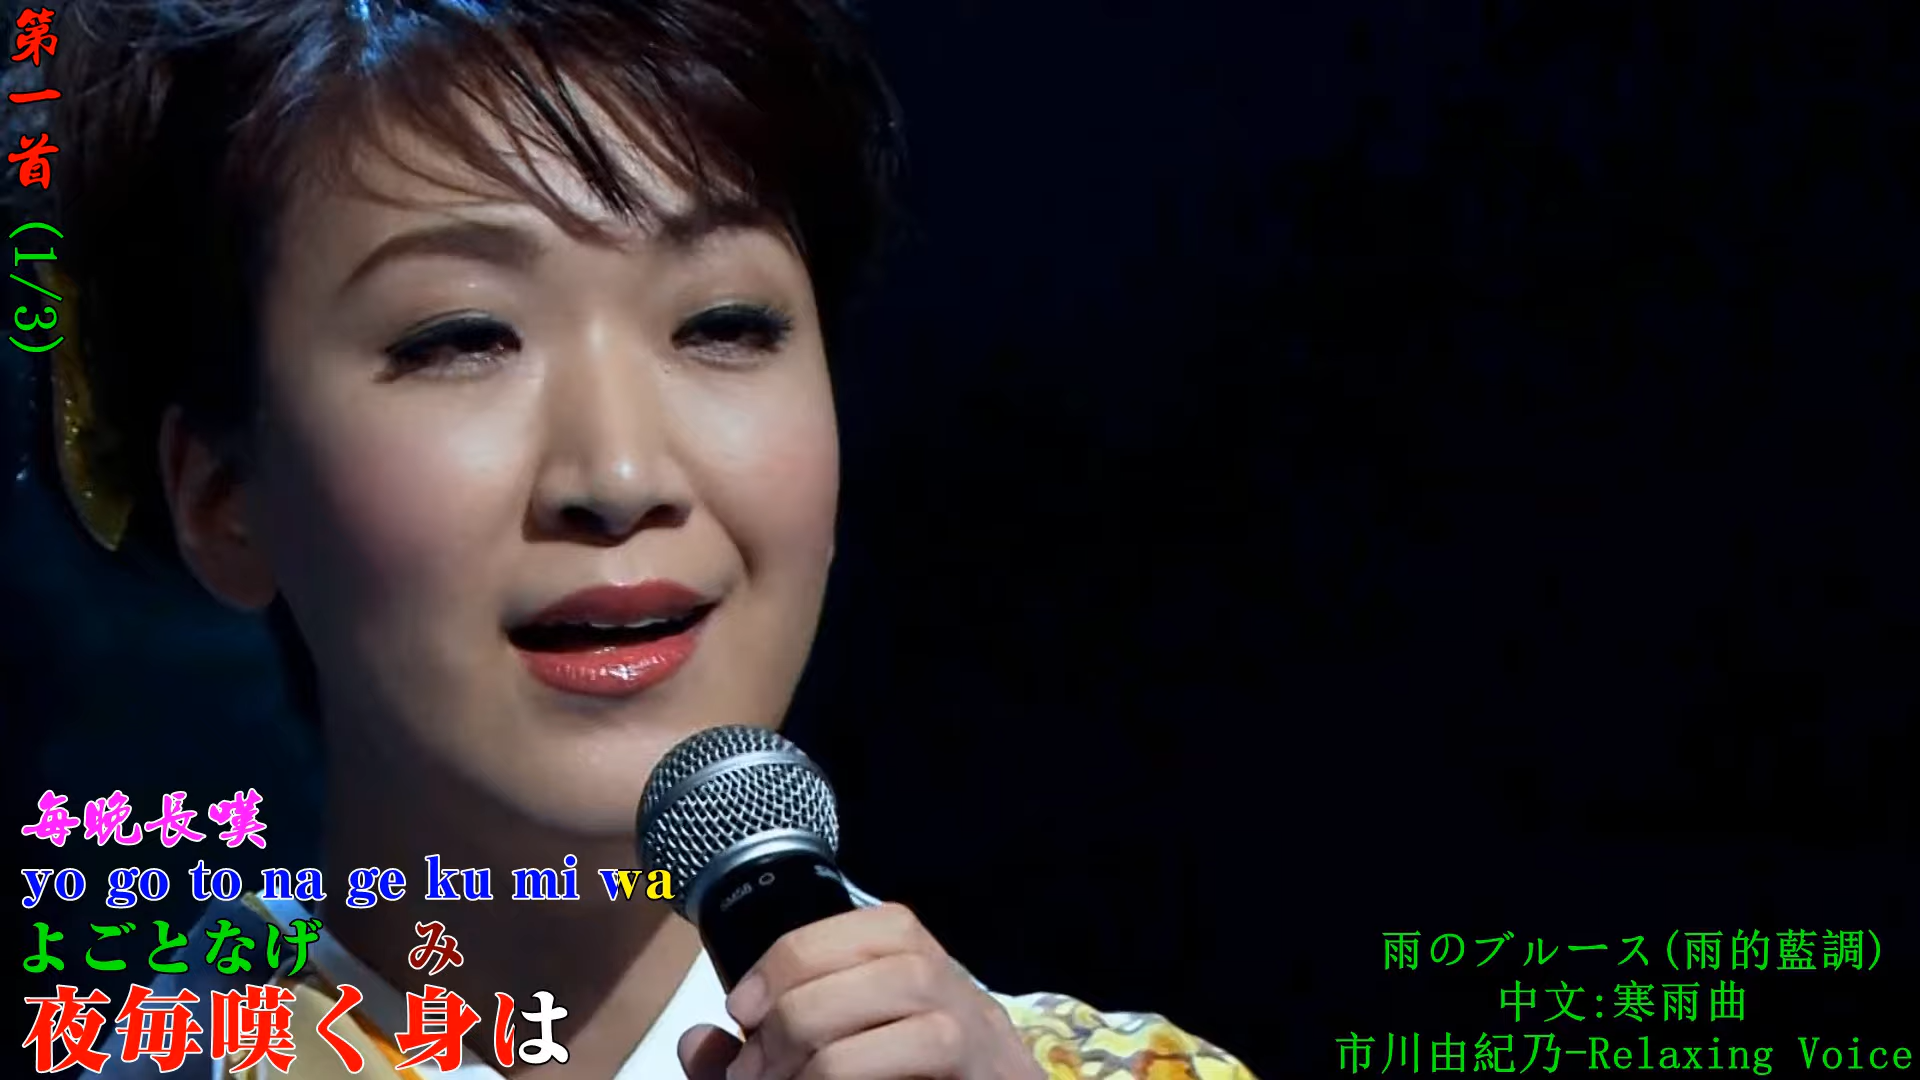 第一首 (1/3)
每晚長嘆
yo go to na ge ku mi wa
よごとなげ み
夜毎嘆く身は
雨のブルース(雨的藍調)
中文:寒雨曲
市川由紀乃-Relaxing Voice